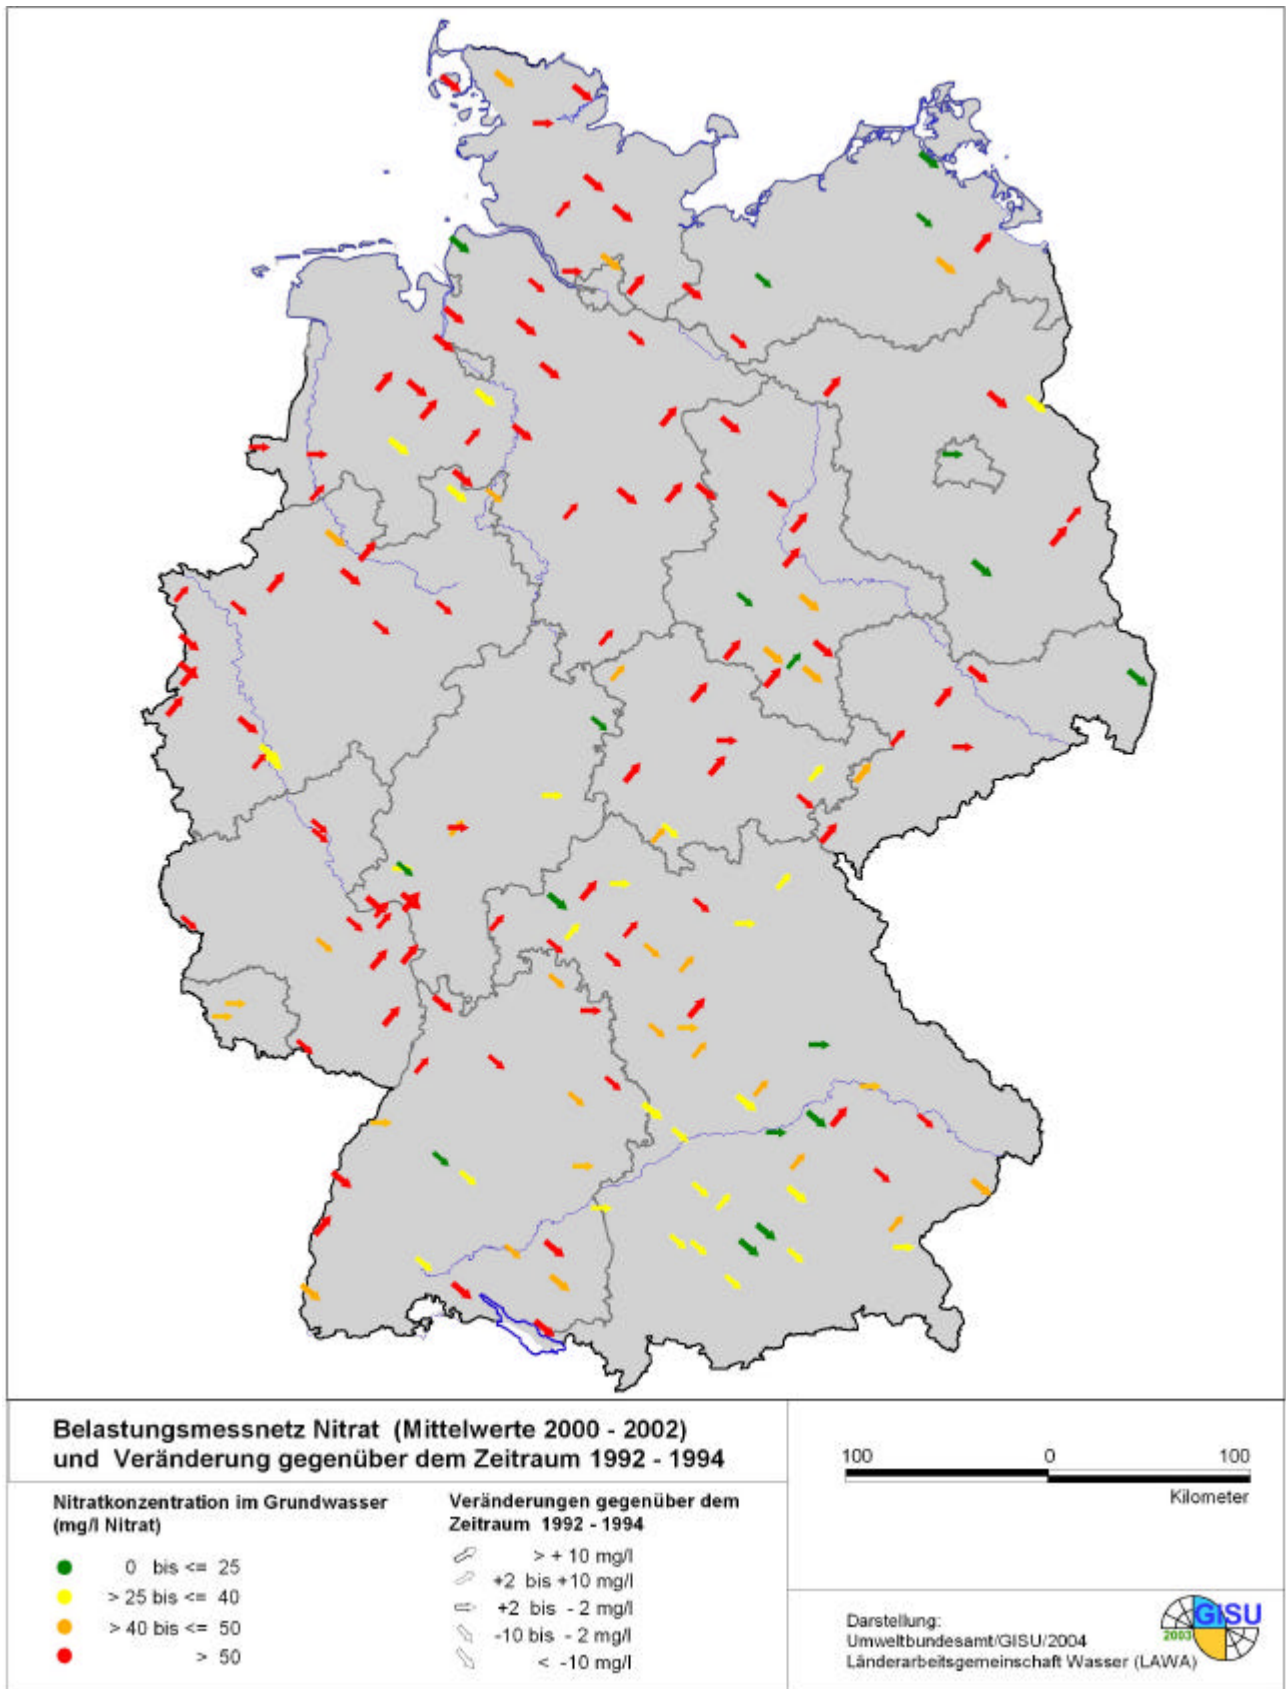 Belastungsmessnetz Nitrat (Mittelwerte 2000 - 2002)
und Veränderung gegenüber dem Zeitraum 1992 - 1994
Nitratkonzentration im Grundwasser
(mg/l Nitrat)
0 bis <= 25
> 25 bis <= 40
> 40 bis <= 50
> 50
Veränderungen gegenüber dem
Zeitraum 1992 - 1994
> + 10 mg/l
+2 bis +10 mg/l
+2 bis - 2 mg/l
-10 bis - 2 mg/l
< -10 mg/l
100 0 100
Kilometer
Darstellung:
Umweltbundesamt/GISU/2004
Länderarbeitsgemeinschaft Wasser (LAWA)
GISU
2003